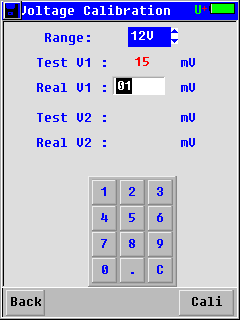 Voltage Calibration U+
Range: 12V
Test V1 : 15 mV
Real V1 : 01 mV
Test V2 : mV
Real V2 : mV
1 2 3
4 5 6
7 8 9
0 . C
Back Cali